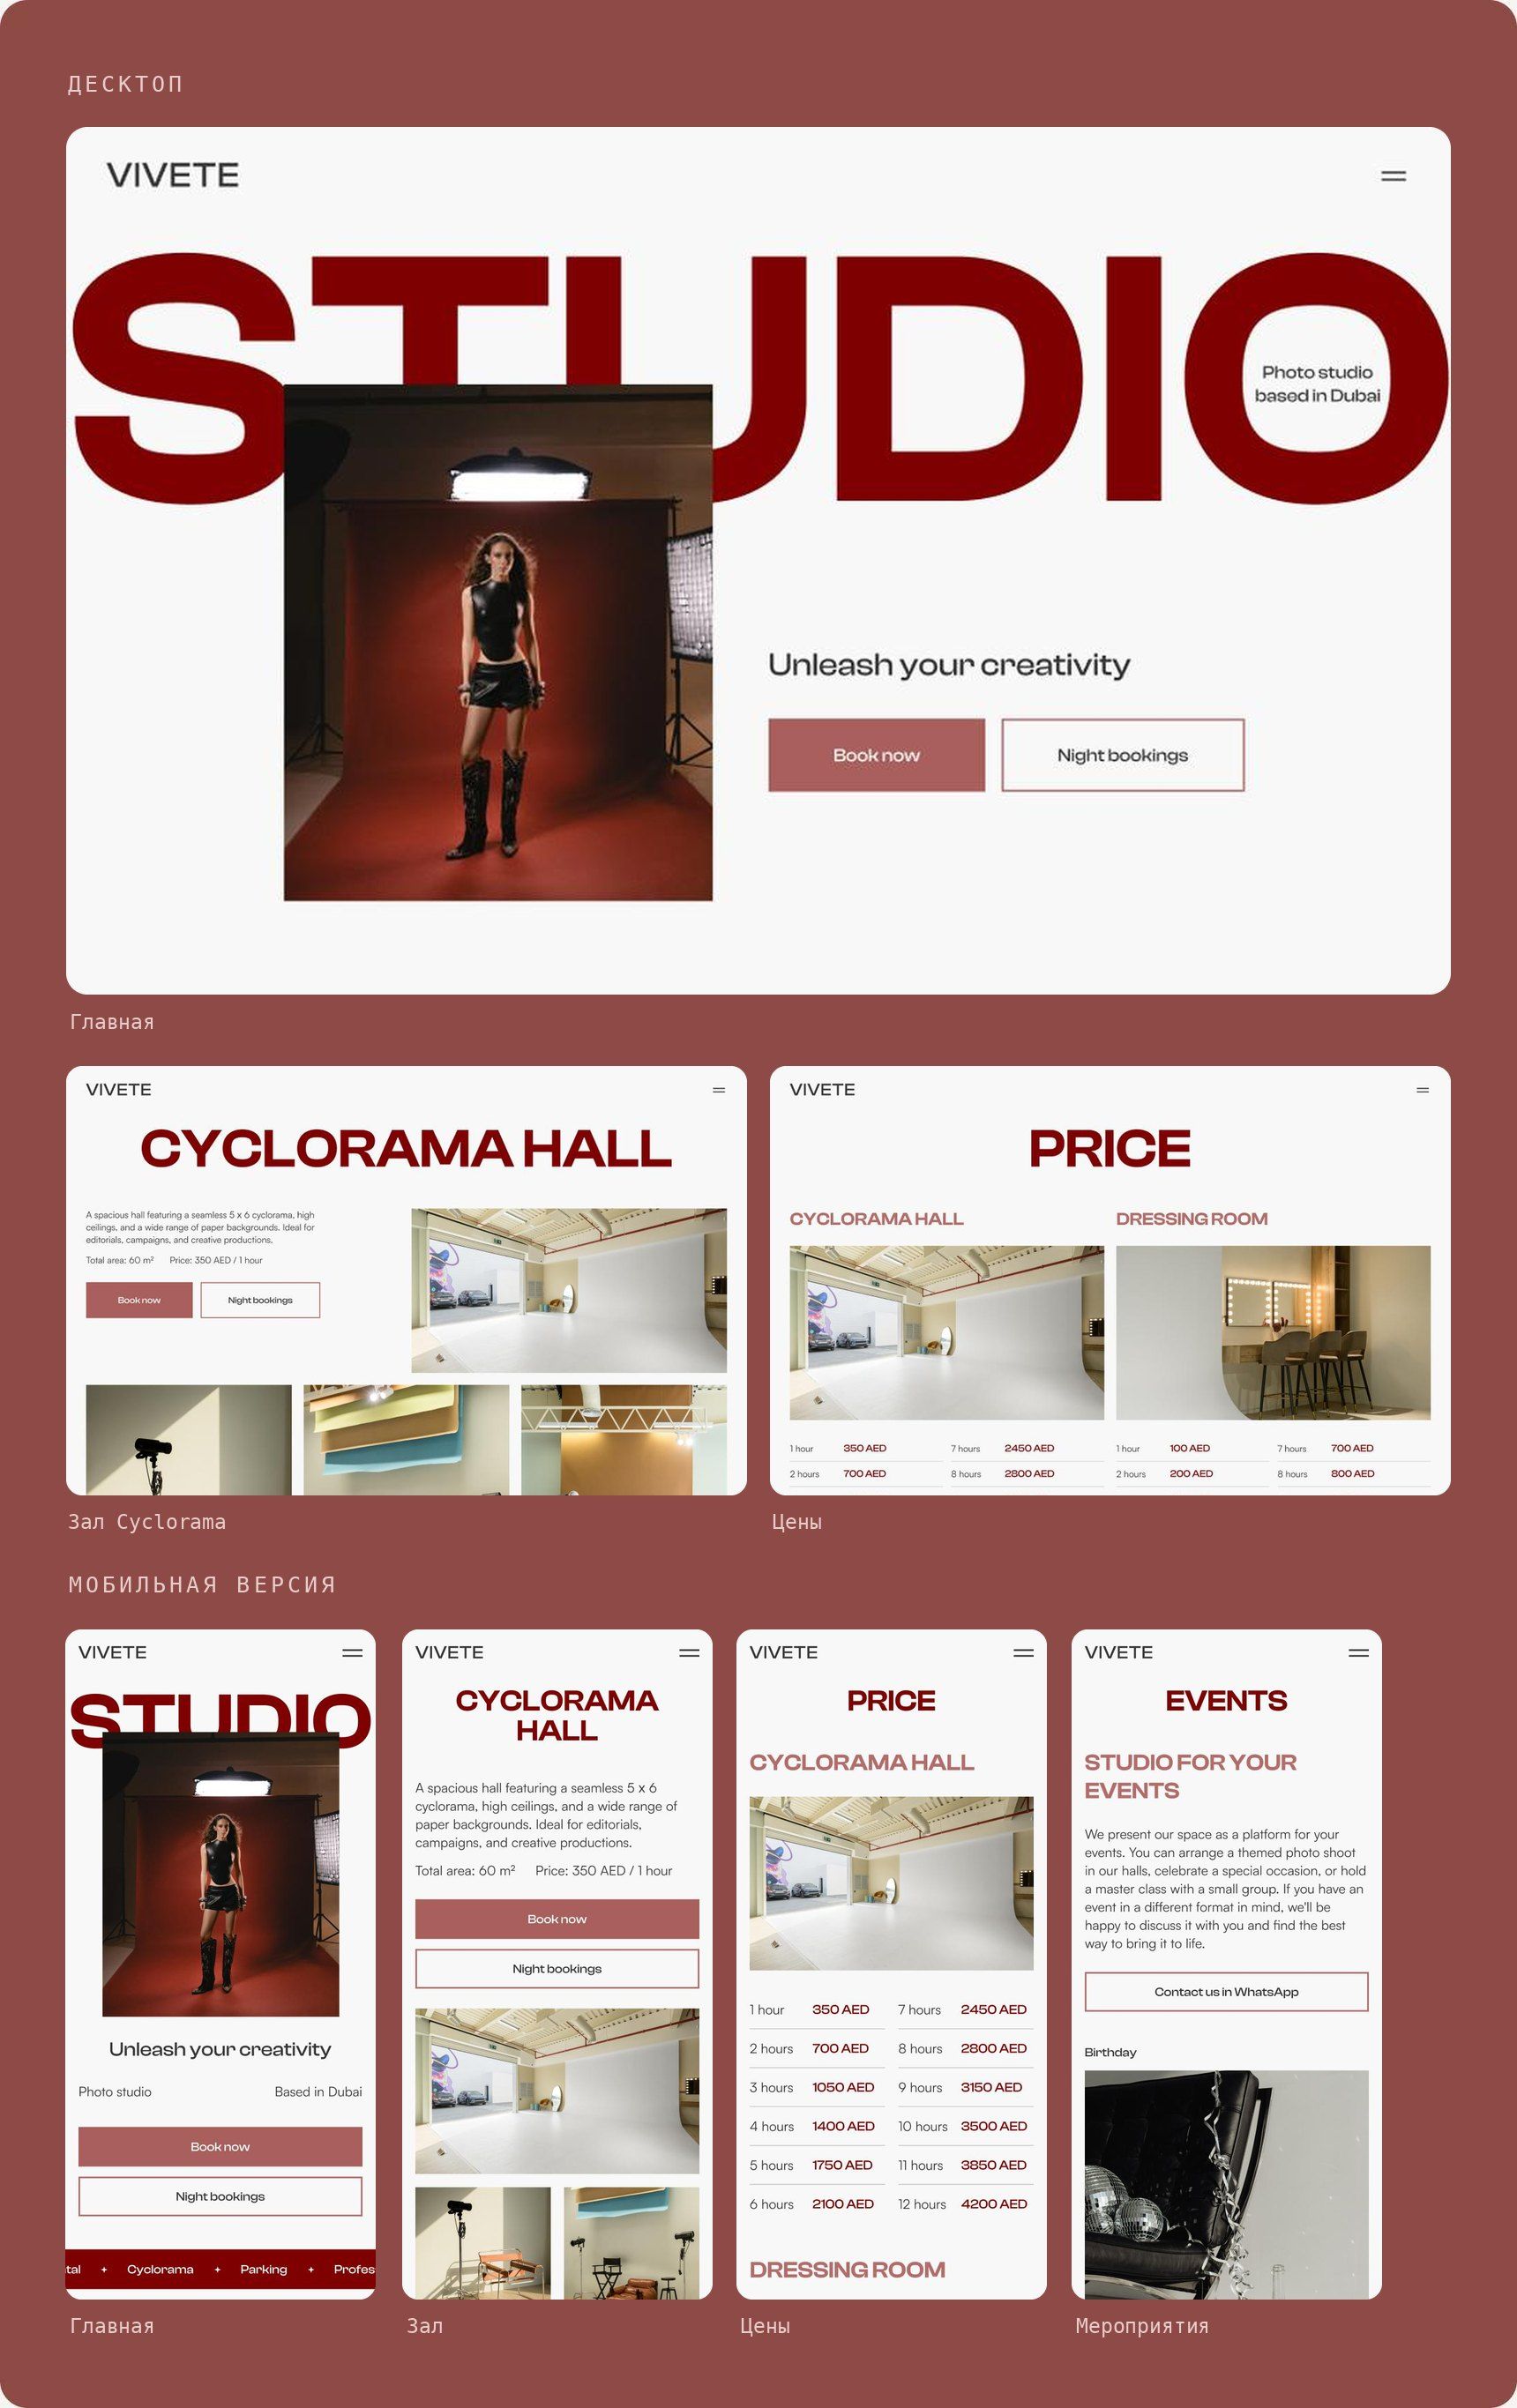 ДЕСКТОП
VIVETE
STUDIO
Photo studio
based in Dubai
Unleash your creativity
Book now
Night bookings
Главная
VIVETE
CYCLORAMA HALL
A spacious hall featuring a seamless 5 x 6 cyclorama, high
ceilings, and a wide range of paper backgrounds. Ideal for
editorials, campaigns, and creative productions.
Total area: 60 m² Price: 350 AED / 1 hour
Book now
Night bookings
Зал Cyclorama
VIVETE
PRICE
CYCLORAMA HALL
DRESSING ROOM
1 hour 350 AED 7 hours 2450 AED 1 hour 100 AED 7 hours 700 AED
2 hours 700 AED 8 hours 2800 AED 2 hours 200 AED 8 hours 800 AED
Цены
МОБИЛЬНАЯ ВЕРСИЯ
VIVETE
STUDIO
Unleash your creativity
Photo studio Based in Dubai
Book now
Night bookings
tal + Cyclorama + Parking + Profes
Главная
VIVETE
CYCLORAMA
HALL
A spacious hall featuring a seamless 5 x 6
cyclorama, high ceilings, and a wide range of
paper backgrounds. Ideal for editorials,
campaigns, and creative productions.
Total area: 60 m² Price: 350 AED / 1 hour
Book now
Night bookings
Зал
VIVETE
PRICE
CYCLORAMA HALL
1 hour 350 AED 7 hours 2450 AED
2 hours 700 AED 8 hours 2800 AED
3 hours 1050 AED 9 hours 3150 AED
4 hours 1400 AED 10 hours 3500 AED
5 hours 1750 AED 11 hours 3850 AED
6 hours 2100 AED 12 hours 4200 AED
DRESSING ROOM
Цены
VIVETE
EVENTS
STUDIO FOR YOUR
EVENTS
We present our space as a platform for your
events. You can arrange a themed photo shoot
in our halls, celebrate a special occasion, or hold
a master class with a small group. If you have an
event in a different format in mind, we'll be
happy to discuss it with you and find the best
way to bring it to life.
Contact us in WhatsApp
Birthday
Мероприятия